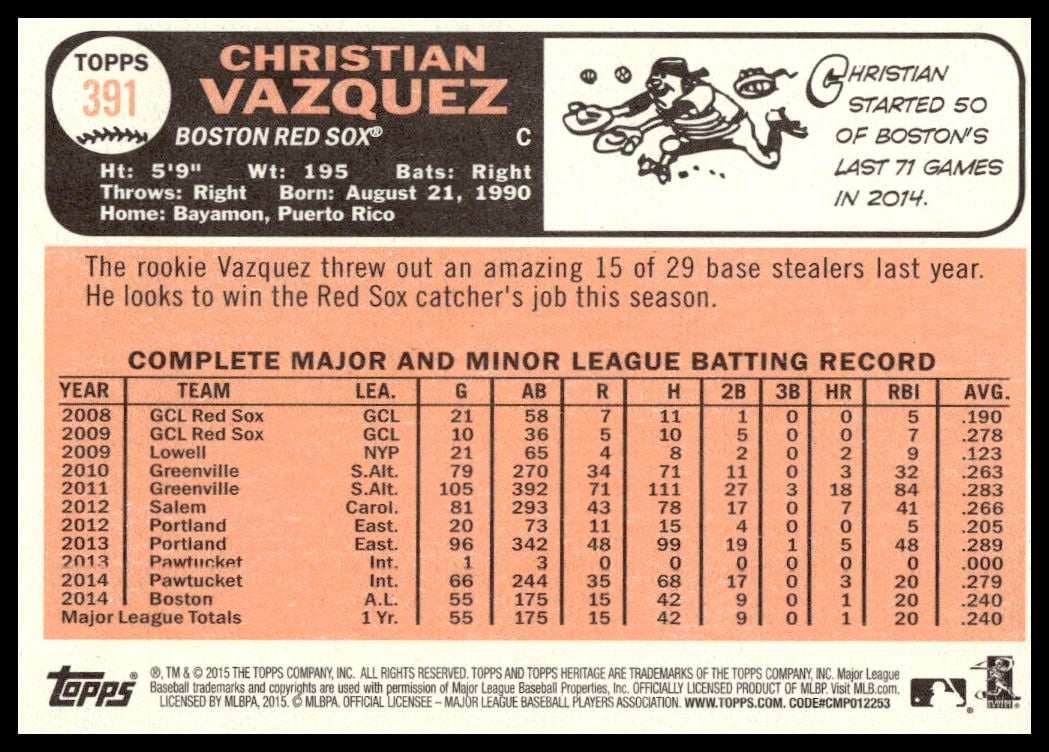 TOPPS
391
CHRISTIAN
VAZQUEZ
BOSTON RED SOX® C
Ht: 5'9" Wt: 195 Bats: Right
Throws: Right Born: August 21, 1990
Home: Bayamon, Puerto Rico
CHRISTIAN
STARTED 50
OF BOSTON'S
LAST 71 GAMES
IN 2014.
The rookie Vazquez threw out an amazing 15 of 29 base stealers last year.
He looks to win the Red Sox catcher's job this season.
COMPLETE MAJOR AND MINOR LEAGUE BATTING RECORD
YEAR TEAM LEA. G AB R H 2B 3B HR RBI AVG.
2008 GCL Red Sox GCL 21 58 7 11 1 0 0 5 .190
2009 GCL Red Sox GCL 10 36 5 10 5 0 0 7 .278
2009 Lowell NYP 21 65 4 8 2 0 2 9 .123
2010 Greenville S.Alt. 79 270 34 71 11 0 3 32 .263
2011 Greenville S.Alt. 105 392 71 111 27 3 18 84 .283
2012 Salem Carol. 81 293 43 78 17 0 7 41 .266
2012 Portland East. 20 73 11 15 4 0 0 5 .205
2013 Portland East. 96 342 48 99 19 1 5 48 .289
2013 Pawtucket Int. 1 3 0 0 0 0 0 0 .000
2014 Pawtucket Int. 66 244 35 68 17 0 3 20 .279
2014 Boston A.L. 55 175 15 42 9 0 1 20 .240
Major League Totals 1 Yr. 55 175 15 42 9 0 1 20 .240
topps®
®, TM & © 2015 THE TOPPS COMPANY, INC. ALL RIGHTS RESERVED. TOPPS AND TOPPS HERITAGE ARE TRADEMARKS OF THE TOPPS COMPANY, INC. Major League
Baseball trademarks and copyrights are used with permission of Major League Baseball Properties, Inc. OFFICIALLY LICENSED PRODUCT OF MLBP. Visit MLB.com.
LICENSED BY MLBPA, 2015. © MLBPA. OFFICIAL LICENSEE – MAJOR LEAGUE BASEBALL PLAYERS ASSOCIATION. WWW.TOPPS.COM. CODE#CMP012253